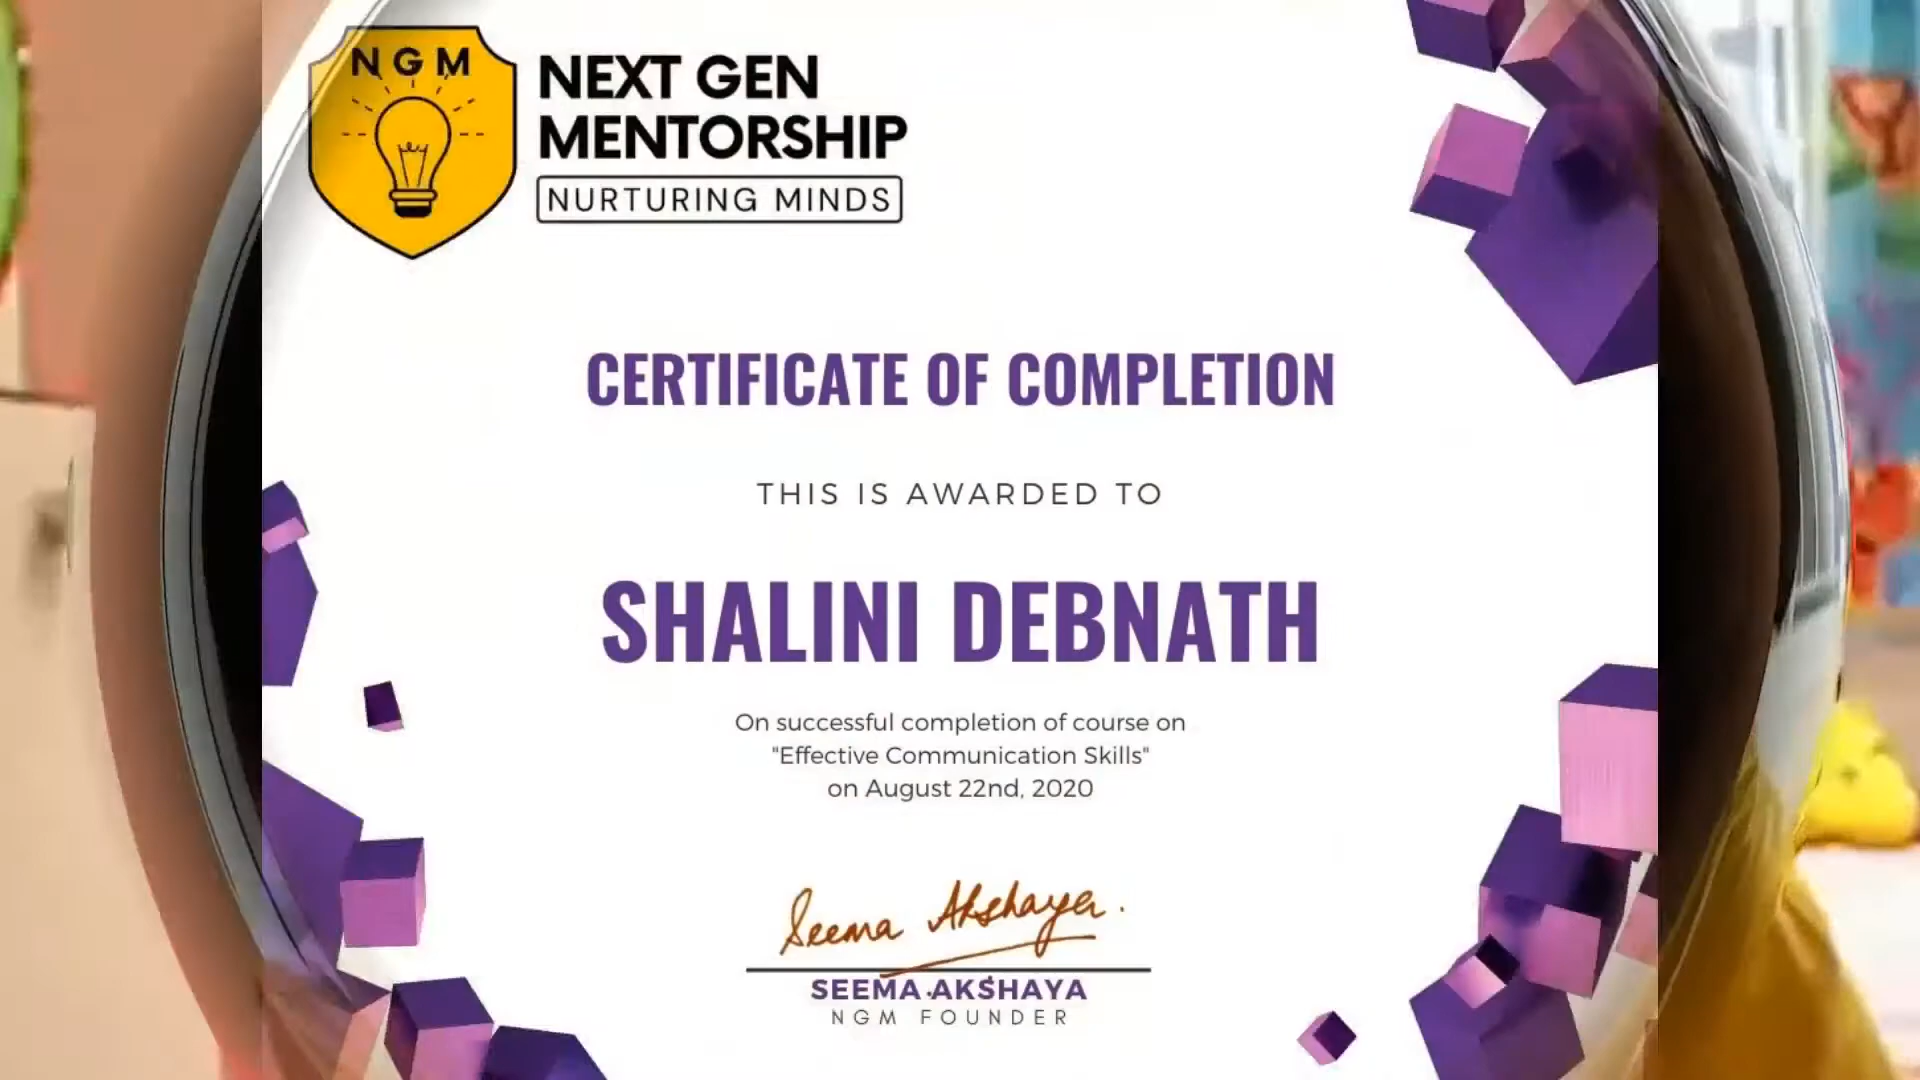 NGM
NEXT GEN
MENTORSHIP
NURTURING MINDS
CERTIFICATE OF COMPLETION
THIS IS AWARDED TO
SHALINI DEBNATH
On successful completion of course on
"Effective Communication Skills"
on August 22nd, 2020
Seema Akshaya.
SEEMA AKSHAYA
NGM FOUNDER